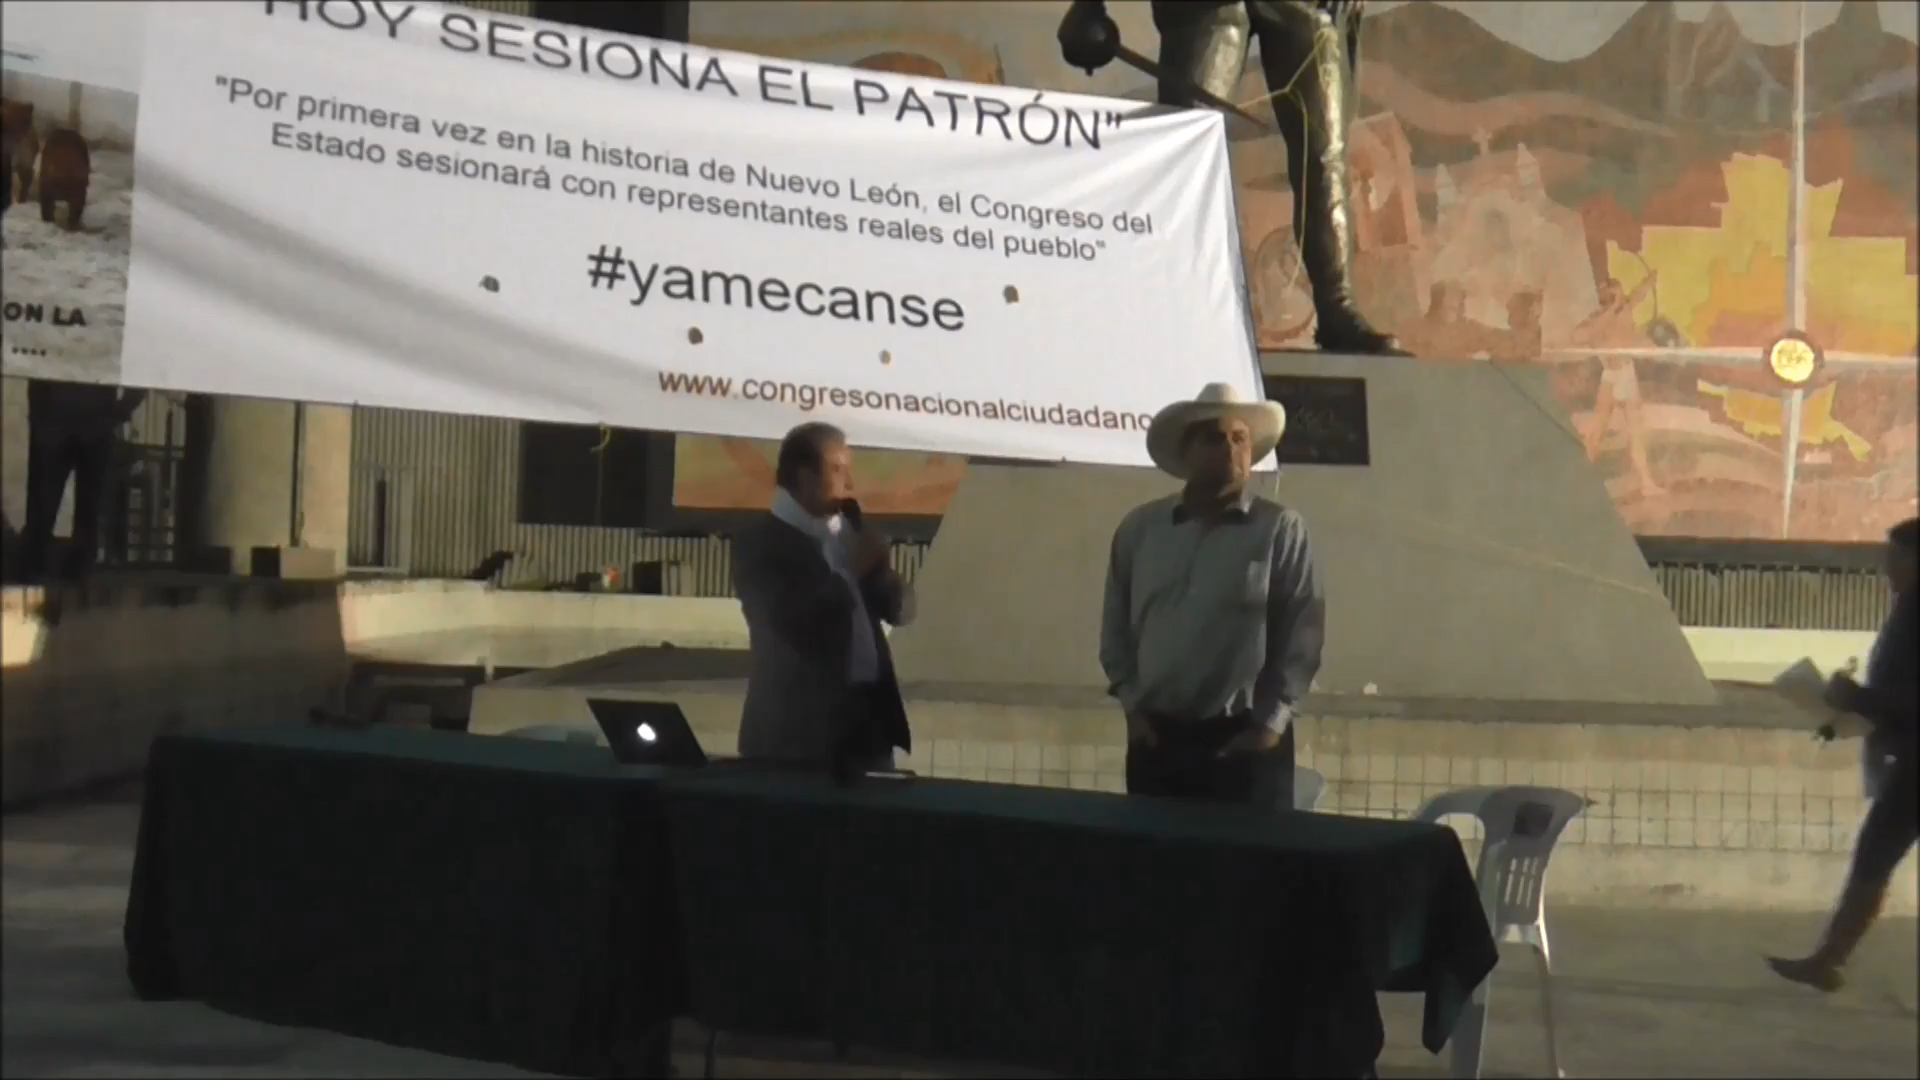 HOY SESIONA EL PATRÓN"
"Por primera vez en la historia de Nuevo León, el Congreso del
Estado sesionará con representantes reales del pueblo"
#yamecanse
www.congresonacionalciudadano
ON LA
....